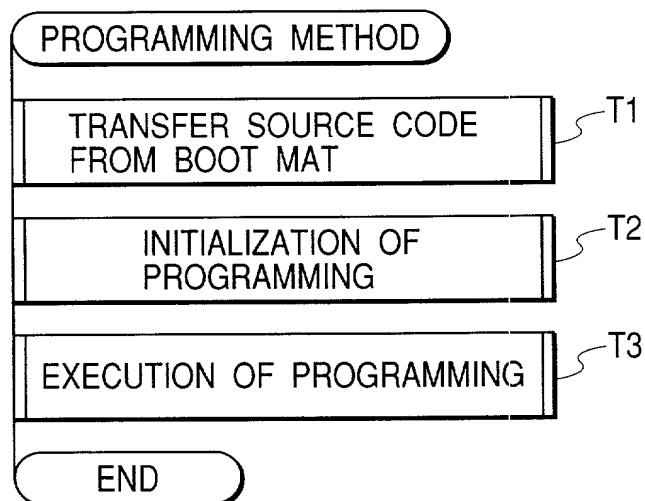 PROGRAMMING METHOD
TRANSFER SOURCE CODE
FROM BOOT MAT
T1
INITIALIZATION OF
PROGRAMMING
T2
EXECUTION OF PROGRAMMING
T3
END